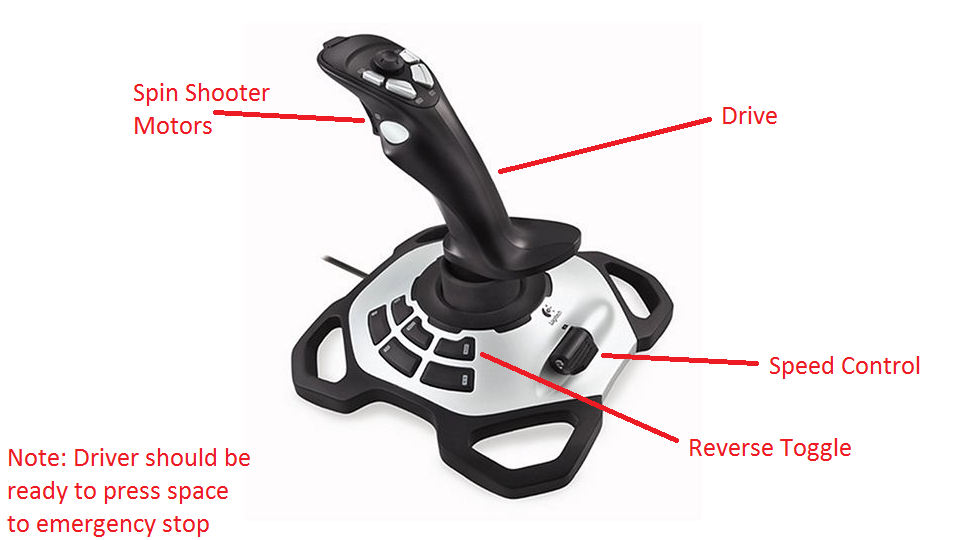 Spin Shooter
Motors
Drive
Logitech
Speed Control
Reverse Toggle
Note: Driver should be
ready to press space
to emergency stop